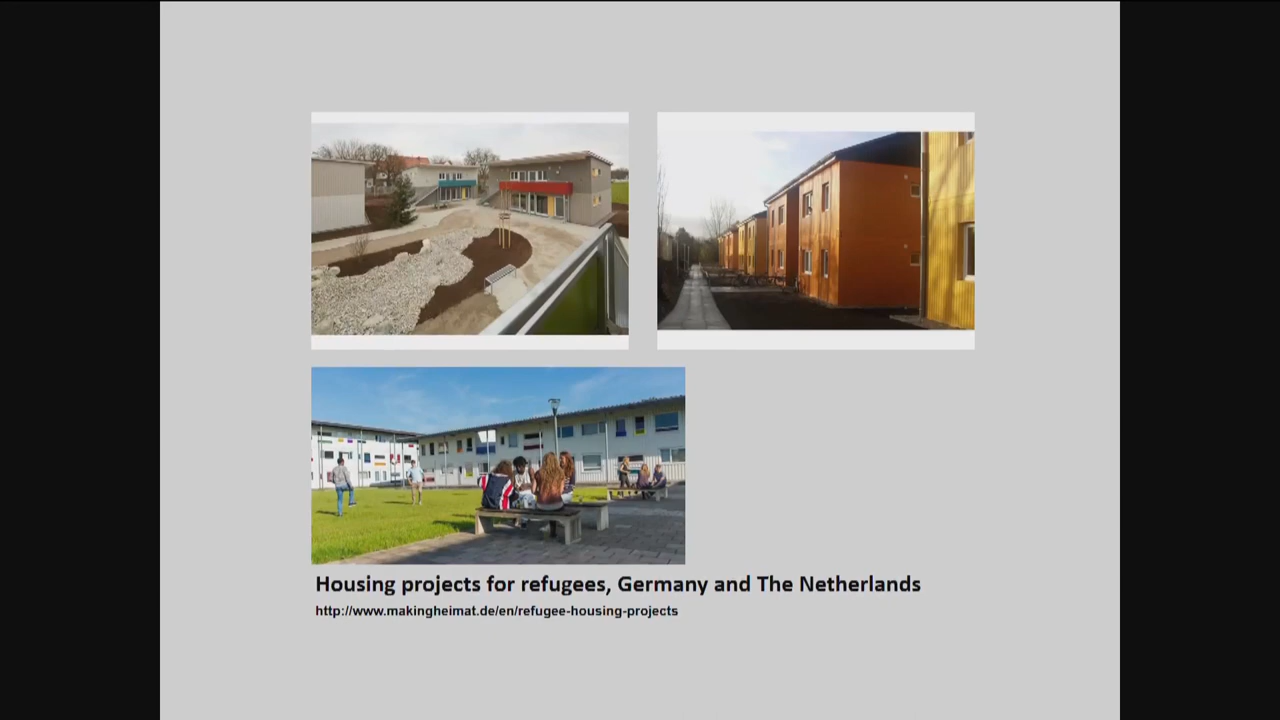 Housing projects for refugees, Germany and The Netherlands
http://www.makingheimat.de/en/refugee-housing-projects